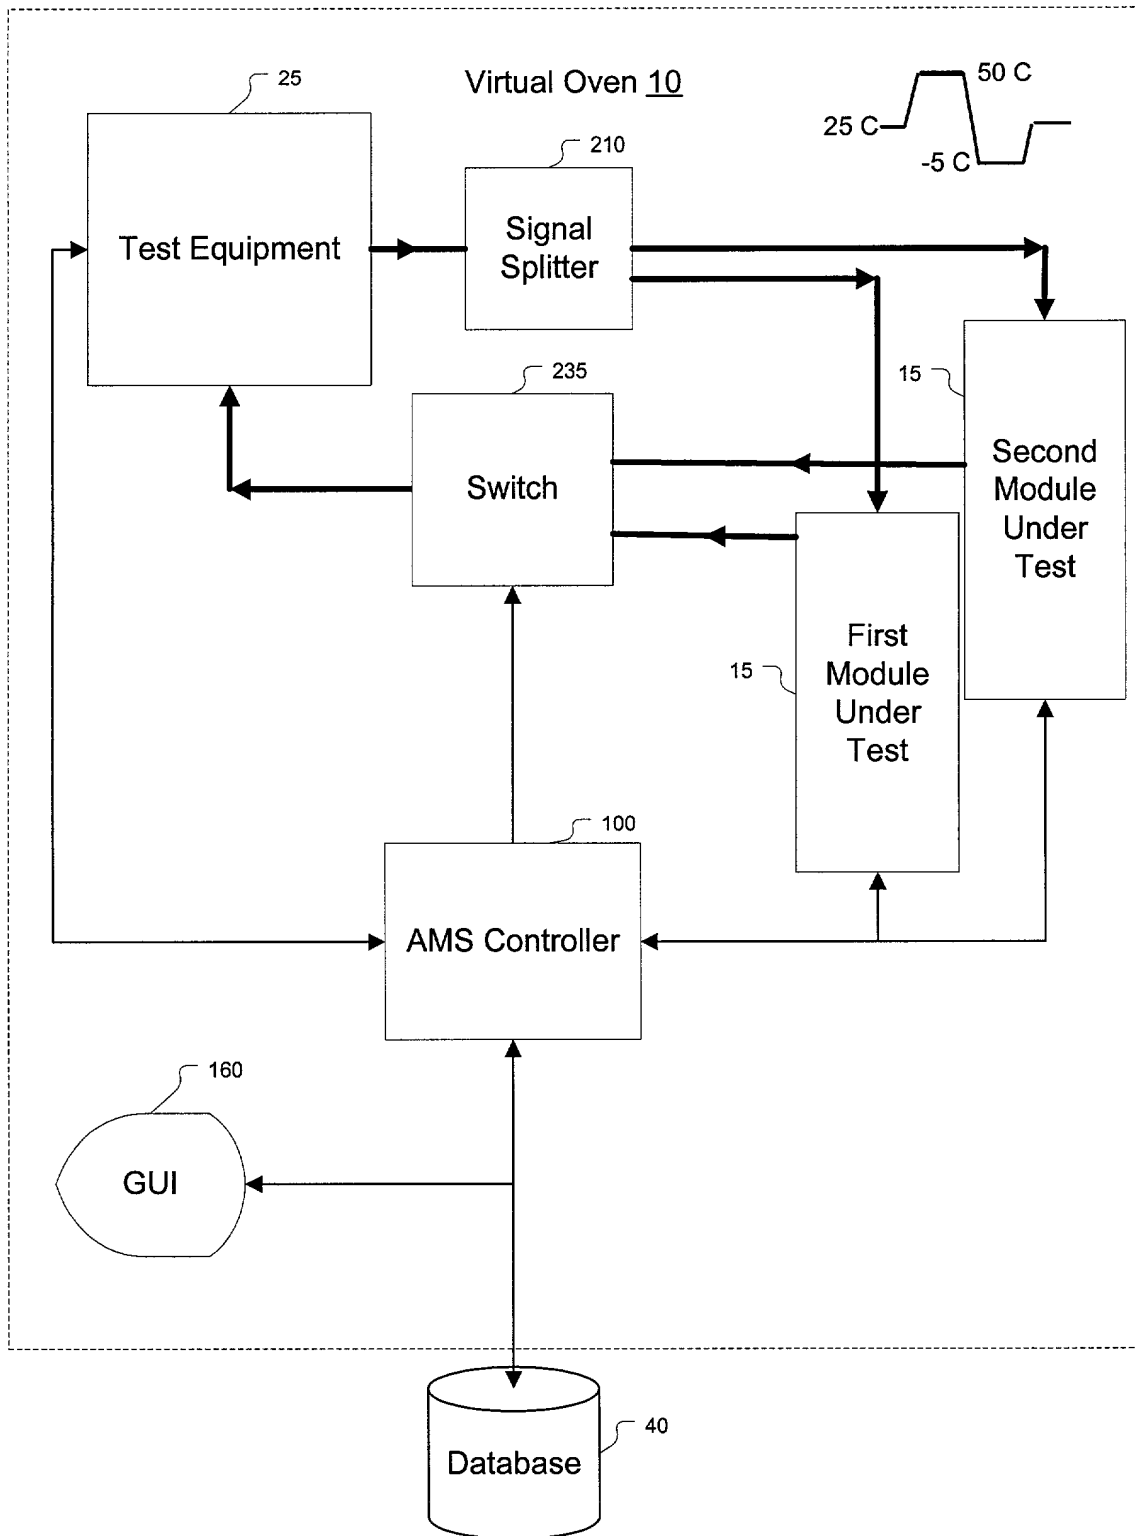 Virtual Oven 10
25
50 C
25 C
-5 C
210
Test Equipment
Signal
Splitter
235
15
Switch
Second
Module
Under
Test
15
First
Module
Under
Test
100
AMS Controller
160
GUI
40
Database